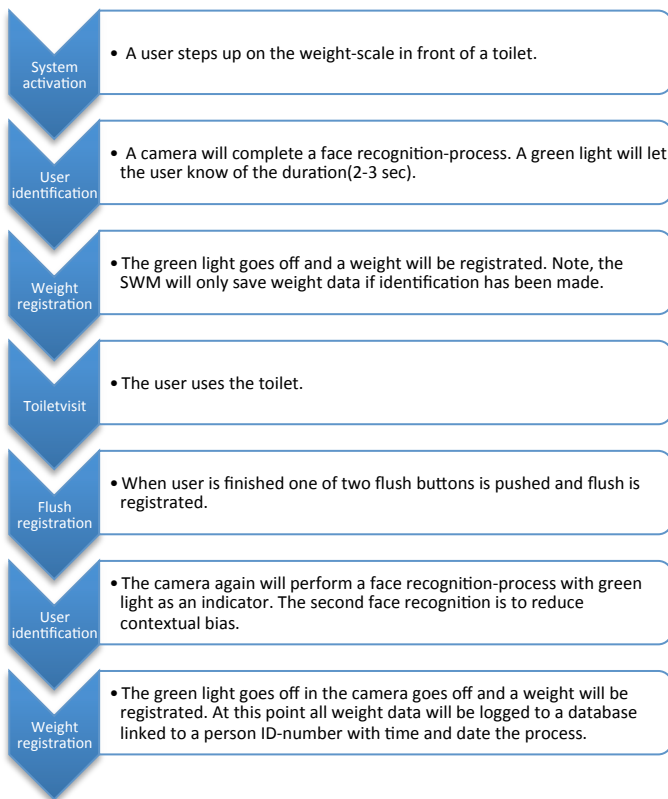 System
activation
• A user steps up on the weight-scale in front of a toilet.
User
identification
• A camera will complete a face recognition-process. A green light will let
the user know of the duration(2-3 sec).
Weight
registration
• The green light goes off and a weight will be registrated. Note, the
SWM will only save weight data if identification has been made.
Toiletvisit
• The user uses the toilet.
Flush
registration
• When user is finished one of two flush buttons is pushed and flush is
registrated.
User
identification
• The camera again will perform a face recognition-process with green
light as an indicator. The second face recognition is to reduce
contextual bias.
Weight
registration
• The green light goes off in the camera goes off and a weight will be
registrated. At this point all weight data will be logged to a database
linked to a person ID-number with time and date the process.